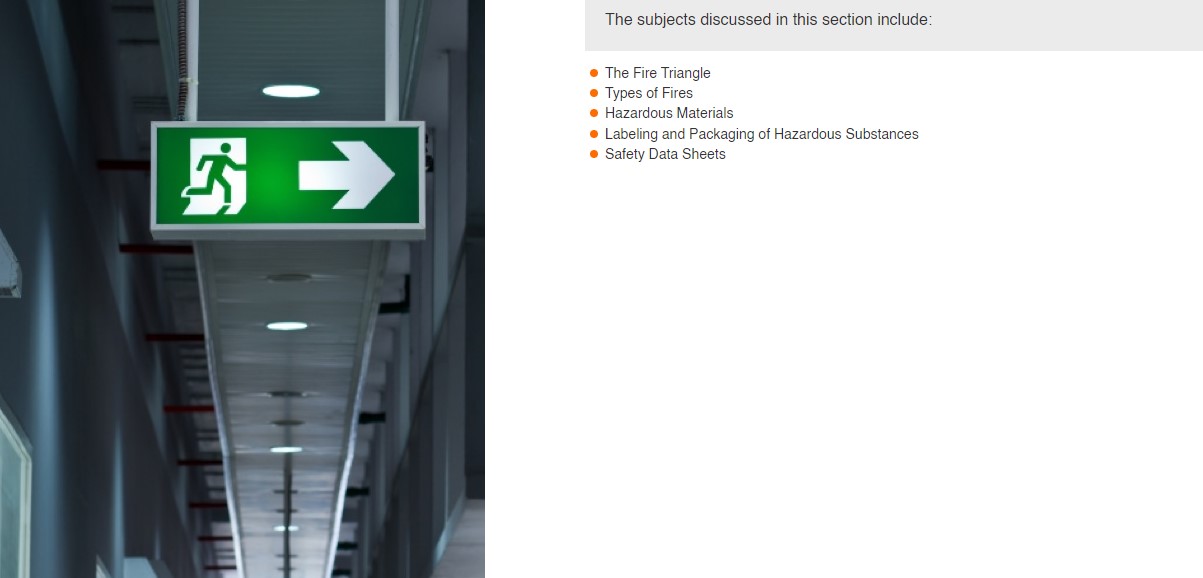 The subjects discussed in this section include:
The Fire Triangle
Types of Fires
Hazardous Materials
Labeling and Packaging of Hazardous Substances
Safety Data Sheets